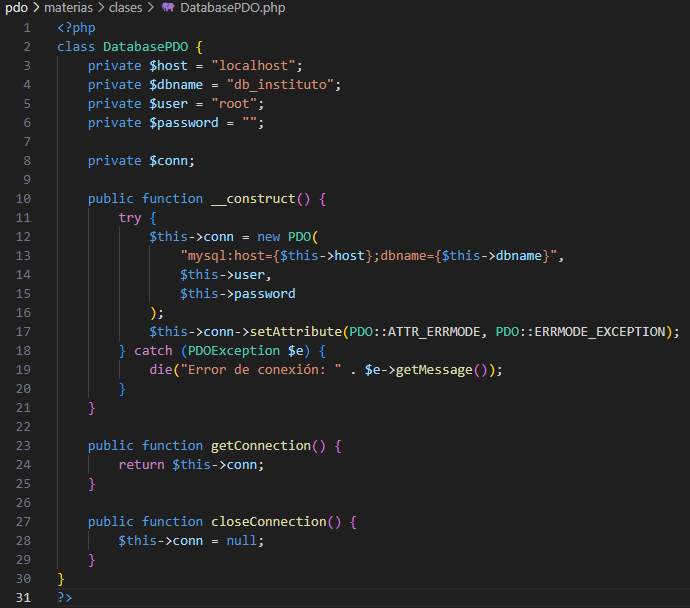 pdo > materias > clases > DatabasePDO.php
1 <?php
2 class DatabasePDO {
3     private $host = "localhost";
4     private $dbname = "db_instituto";
5     private $user = "root";
6     private $password = "";
7
8     private $conn;
9
10     public function __construct() {
11         try {
12             $this->conn = new PDO(
13                 "mysql:host={$this->host};dbname={$this->dbname}",
14                 $this->user,
15                 $this->password
16             );
17             $this->conn->setAttribute(PDO::ATTR_ERRMODE, PDO::ERRMODE_EXCEPTION);
18         } catch (PDOException $e) {
19             die("Error de conexión: " . $e->getMessage());
20         }
21     }
22
23     public function getConnection() {
24         return $this->conn;
25     }
26
27     public function closeConnection() {
28         $this->conn = null;
29     }
30 }
31 ?>